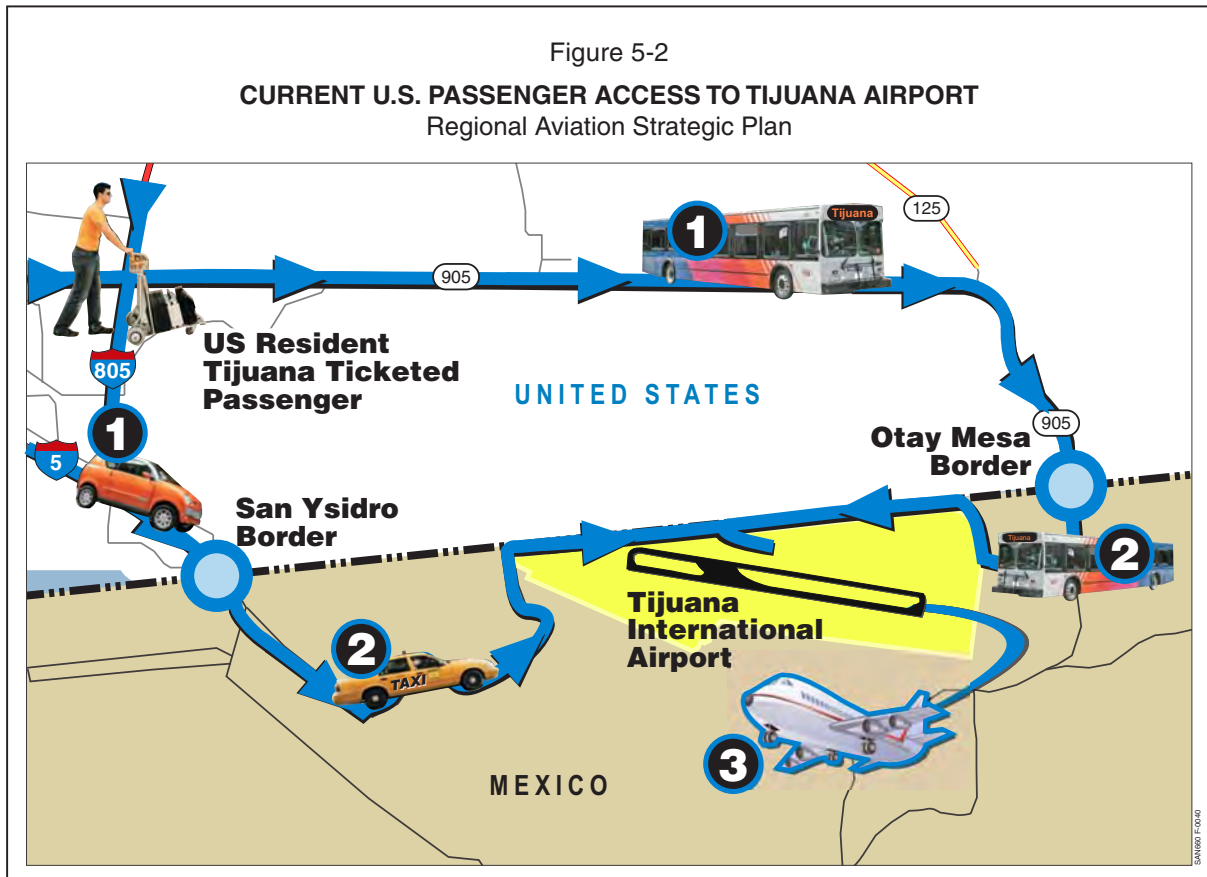 Figure 5-2
CURRENT U.S. PASSENGER ACCESS TO TIJUANA AIRPORT
Regional Aviation Strategic Plan
1
Tijuana
125
905
US Resident
Tijuana Ticketed
Passenger
805
UNITED STATES
1
5
905
Otay Mesa
Border
San Ysidro
Border
Tijuana
2
Tijuana
International
Airport
2
TAXI
3
MEXICO
SAN660 F-0040